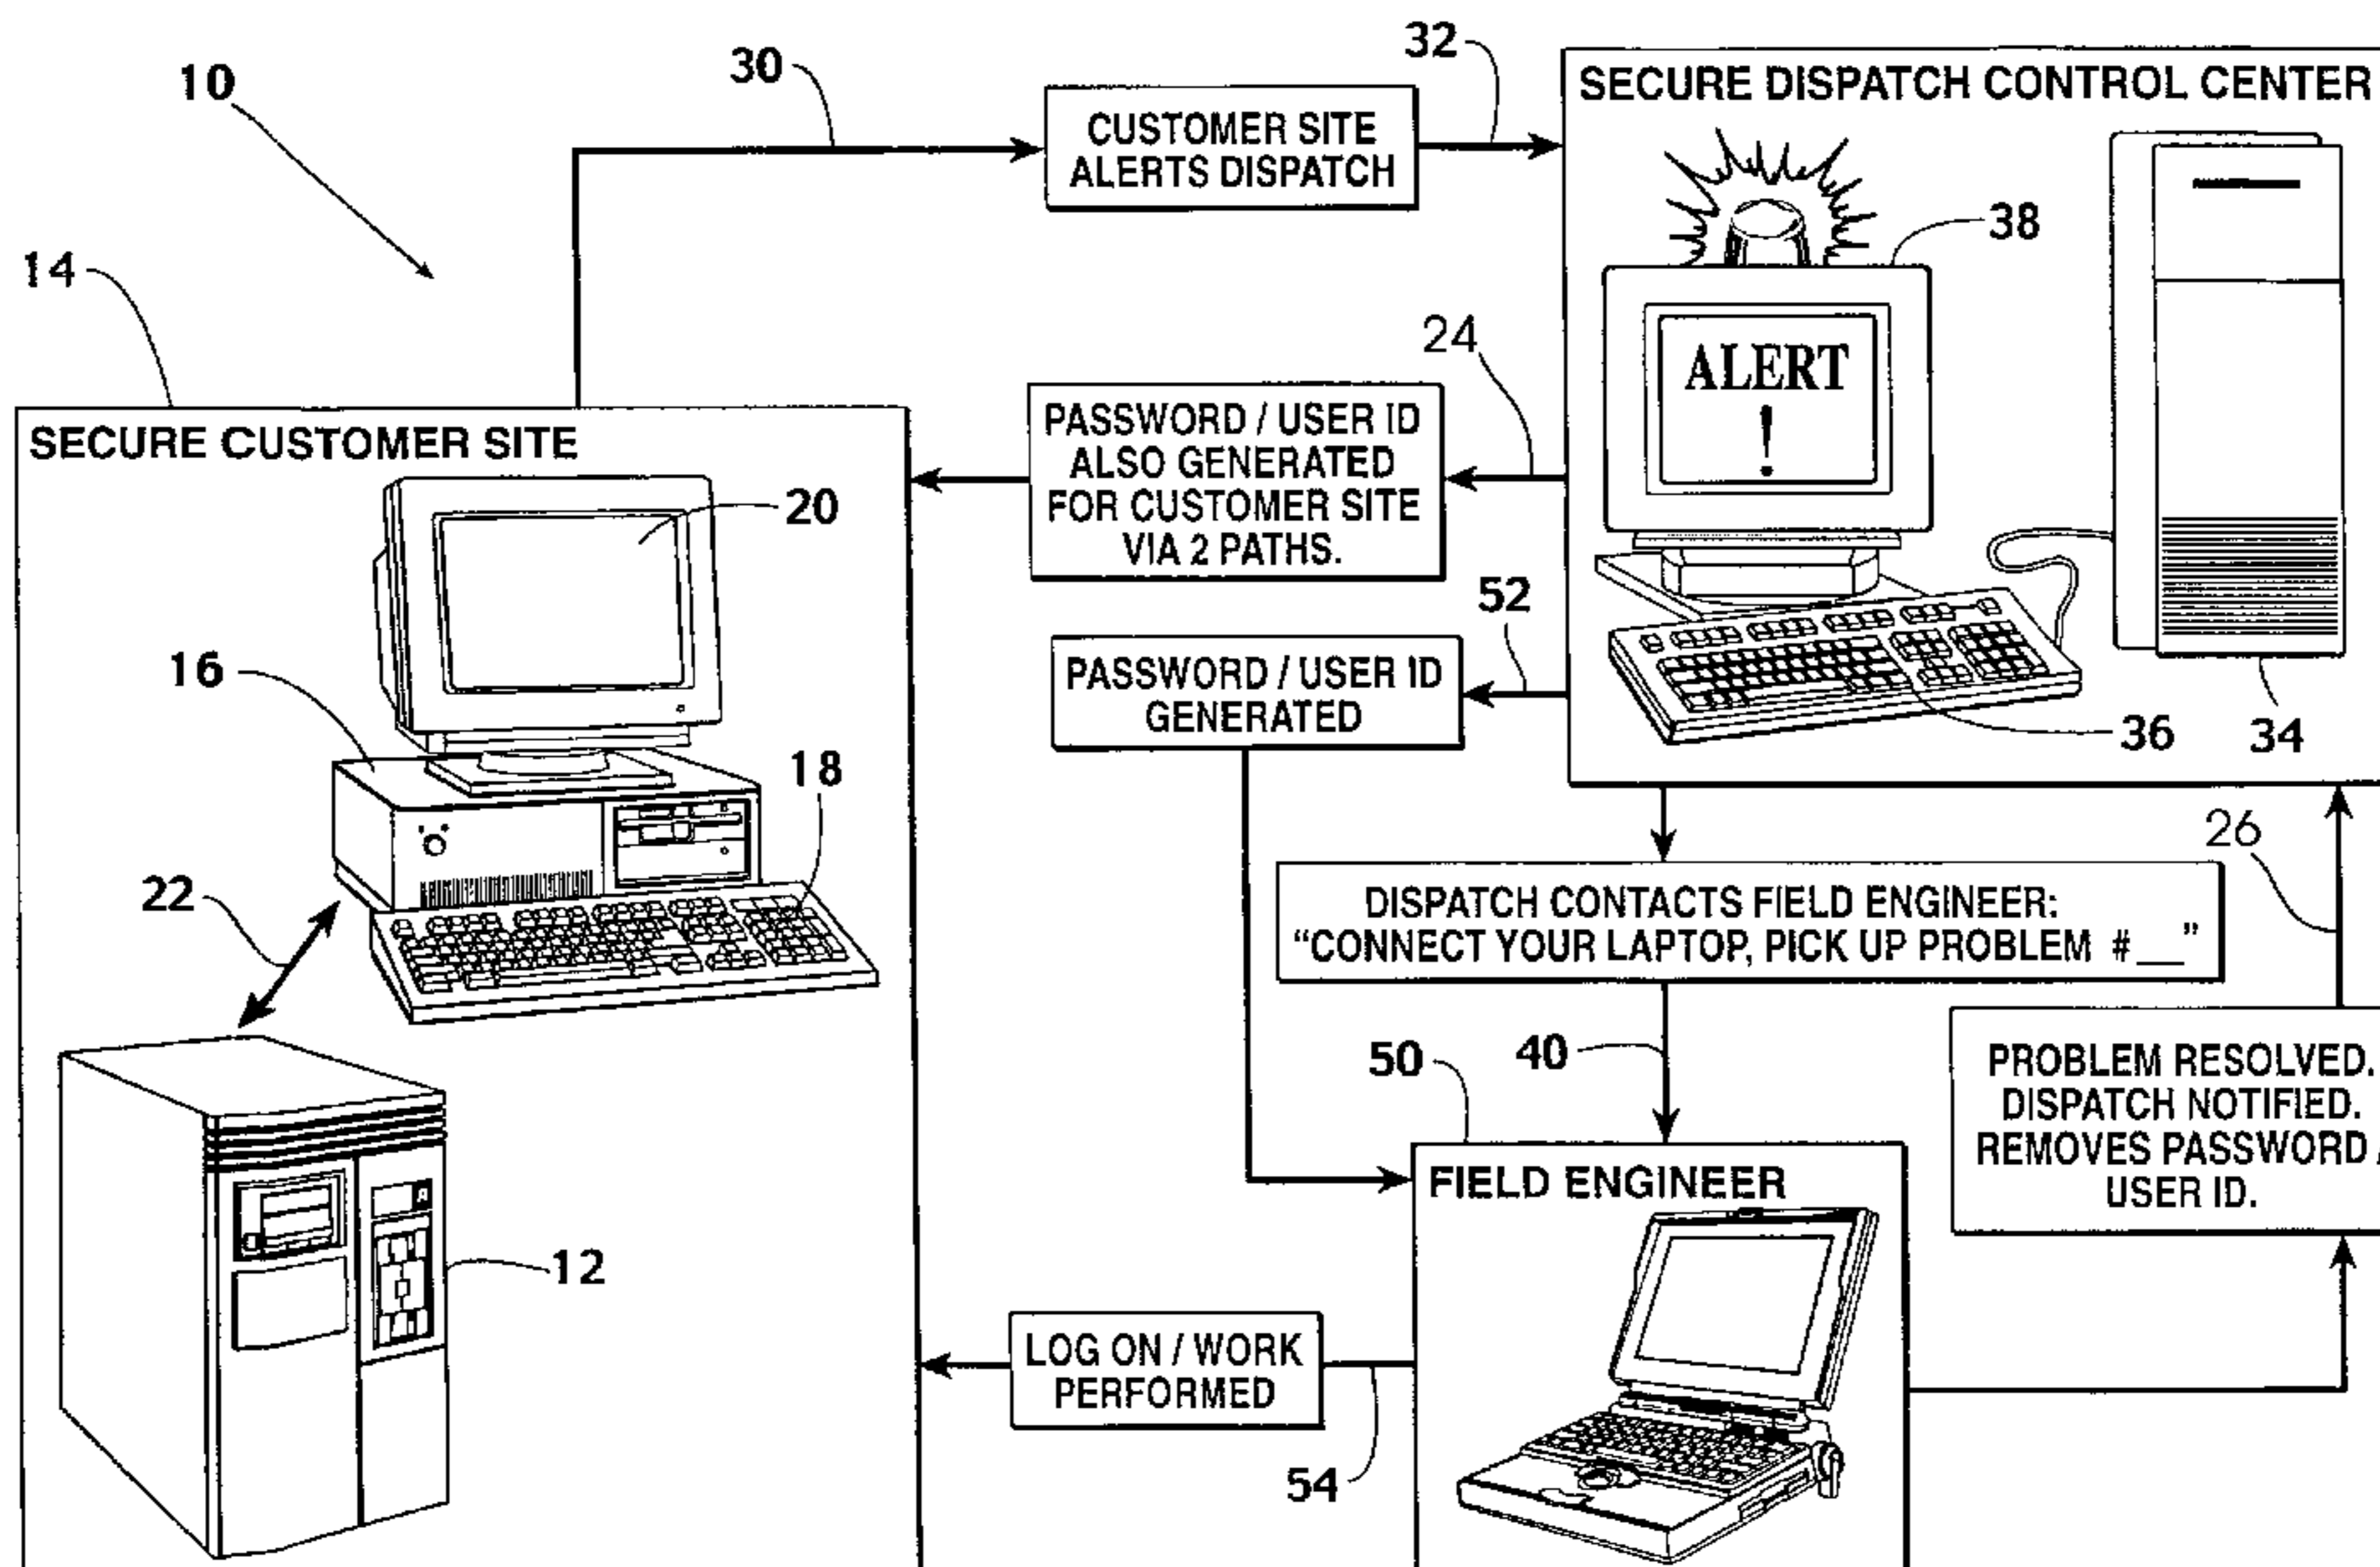 10
30
CUSTOMER SITE
ALERTS DISPATCH
32
SECURE DISPATCH CONTROL CENTER
38
ALERT
!
34
36
14
SECURE CUSTOMER SITE
20
16
18
22
12
24
PASSWORD / USER ID
ALSO GENERATED
FOR CUSTOMER SITE
VIA 2 PATHS.
52
PASSWORD / USER ID
GENERATED
DISPATCH CONTACTS FIELD ENGINEER:
“CONNECT YOUR LAPTOP, PICK UP PROBLEM #__”
26
40
50
FIELD ENGINEER
PROBLEM RESOLVED.
DISPATCH NOTIFIED.
REMOVES PASSWORD /
USER ID.
LOG ON / WORK
PERFORMED
54